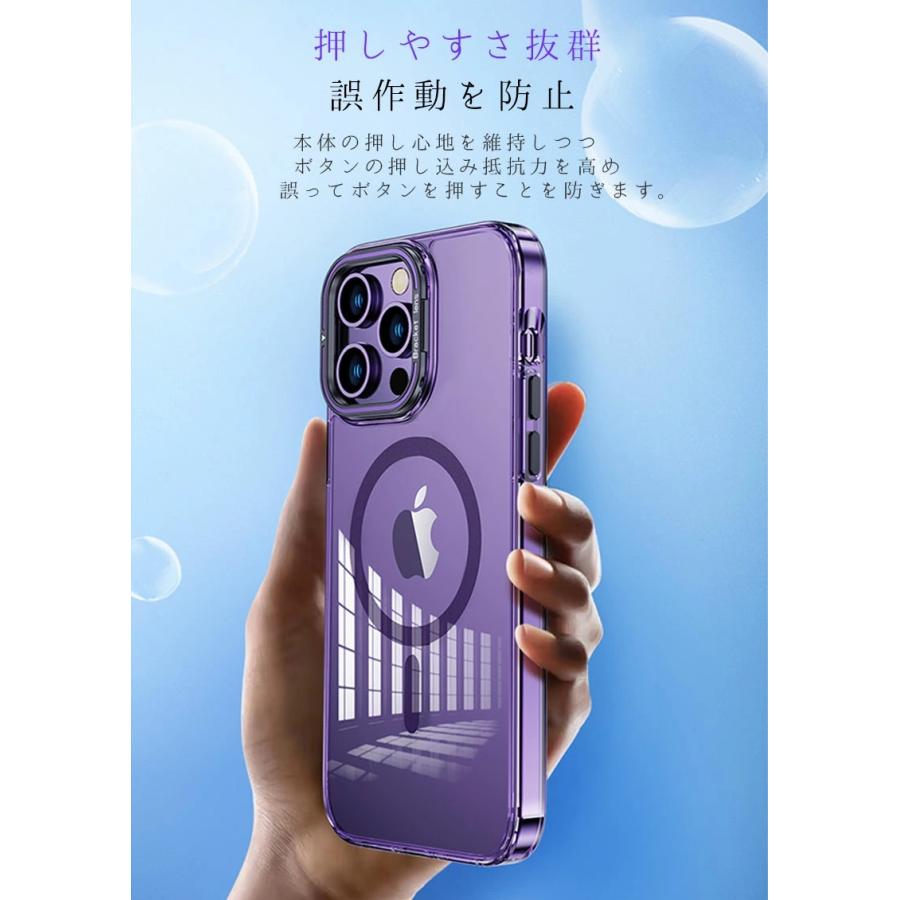 押しやすさ抜群
誤作動を防止
本体の押し心地を維持しつつ
ボタンの押し込み抵抗力を高め
誤ってボタンを押すことを防ぎます。
Bracket lens